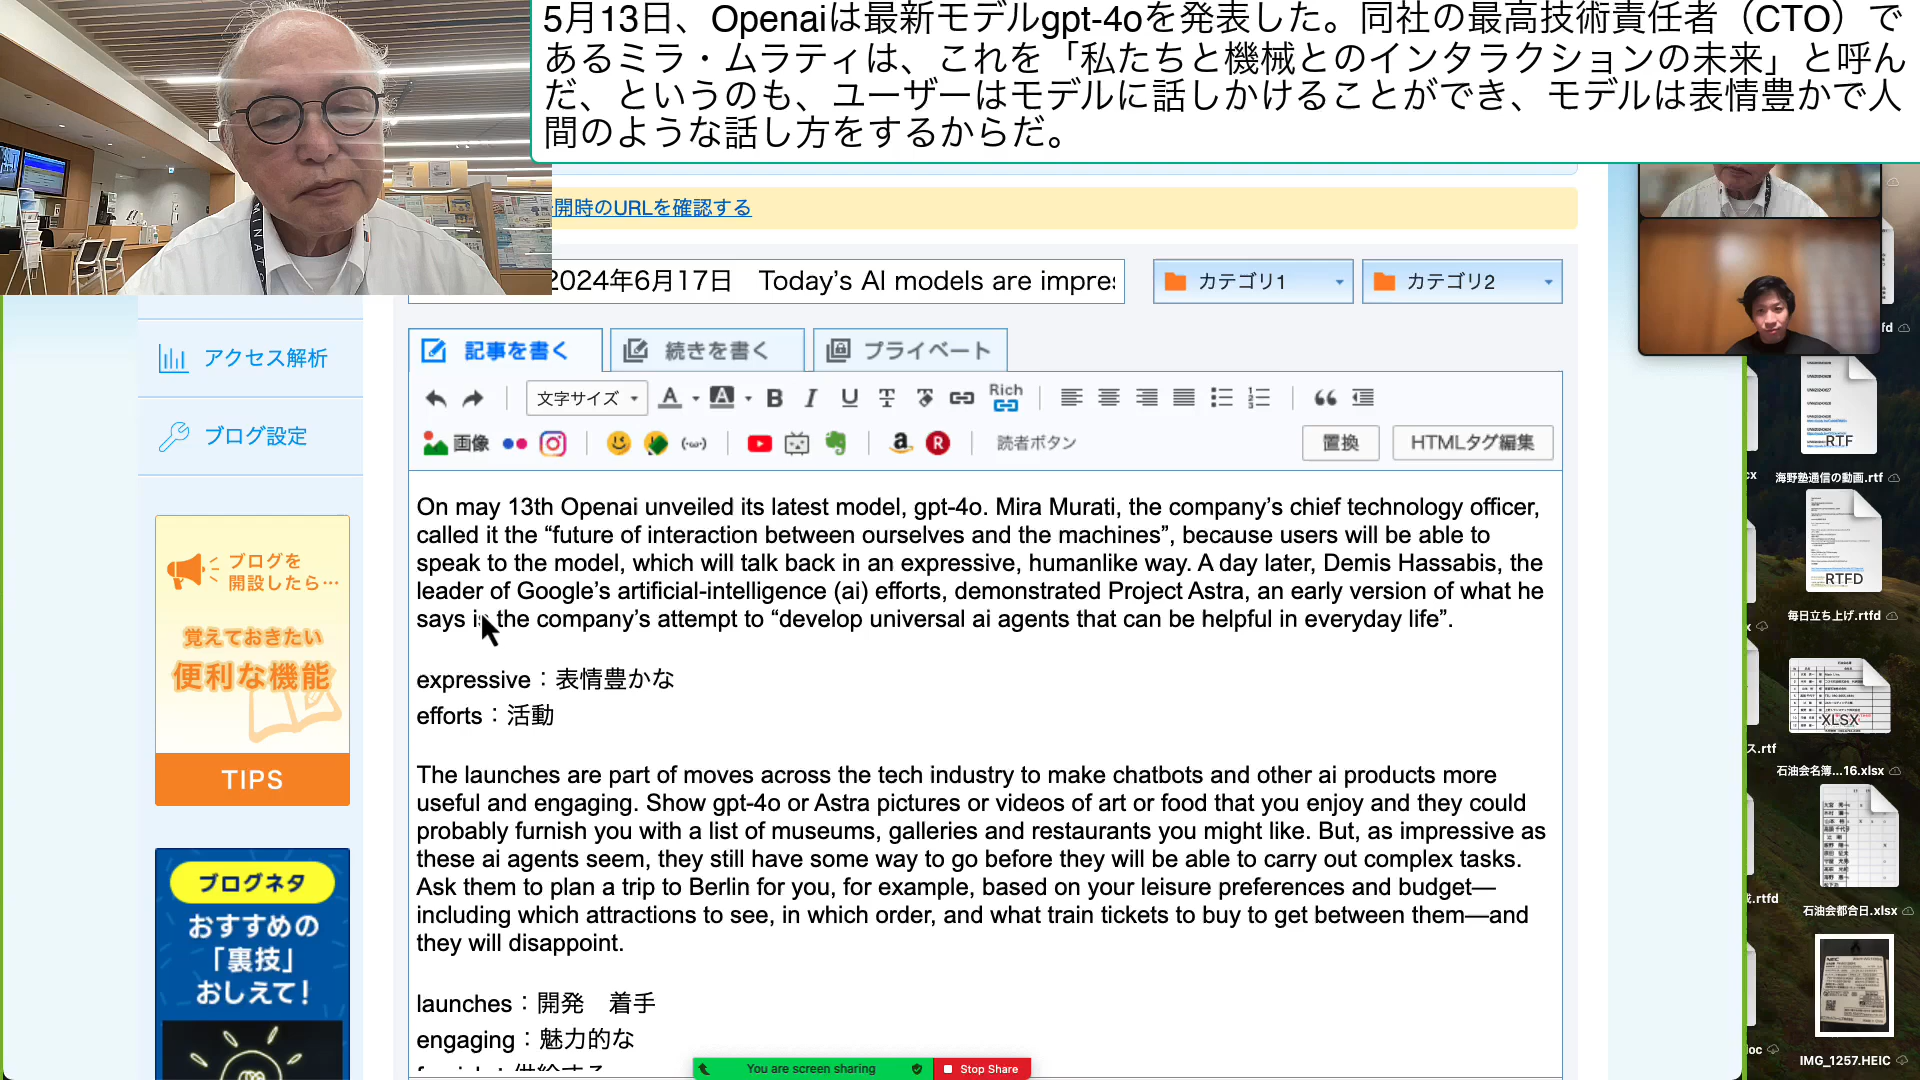 5月13日、Openaiは最新モデルgpt-4oを発表した。同社の最高技術責任者（CTO）で
あるミラ・ムラティは、これを「私たちと機械とのインタラクションの未来」と呼ん
だ、というのも、ユーザーはモデルに話しかけることができ、モデルは表情豊かで人
間のような話し方をするからだ。
開時のURLを確認する
2024年6月17日　Today’s AI models are impres
カテゴリ1
カテゴリ2
アクセス解析
ブログ設定
記事を書く
続きを書く
プライベート
文字サイズ
Rich
画像
読者ボタン
置換
HTMLタグ編集
On may 13th Openai unveiled its latest model, gpt-4o. Mira Murati, the company’s chief technology officer,
called it the “future of interaction between ourselves and the machines”, because users will be able to
speak to the model, which will talk back in an expressive, humanlike way. A day later, Demis Hassabis, the
leader of Google’s artificial-intelligence (ai) efforts, demonstrated Project Astra, an early version of what he
says is the company’s attempt to “develop universal ai agents that can be helpful in everyday life”.
expressive：表情豊かな
efforts：活動
The launches are part of moves across the tech industry to make chatbots and other ai products more
useful and engaging. Show gpt-4o or Astra pictures or videos of art or food that you enjoy and they could
probably furnish you with a list of museums, galleries and restaurants you might like. But, as impressive as
these ai agents seem, they still have some way to go before they will be able to carry out complex tasks.
Ask them to plan a trip to Berlin for you, for example, based on your leisure preferences and budget—
including which attractions to see, in which order, and what train tickets to buy to get between them—and
they will disappoint.
launches：開発　着手
engaging：魅力的な
ブログを
開設したら…
覚えておきたい
便利な機能
TIPS
ブログネタ
おすすめの
「裏技」
おしえて！
You are screen sharing
Stop Share
RTF
海野塾通信の動画.rtf
RTFD
毎日立ち上げ.rtfd
XLSX
石油会名簿...16.xlsx
石油会都合日.xlsx
IMG_1257.HEIC